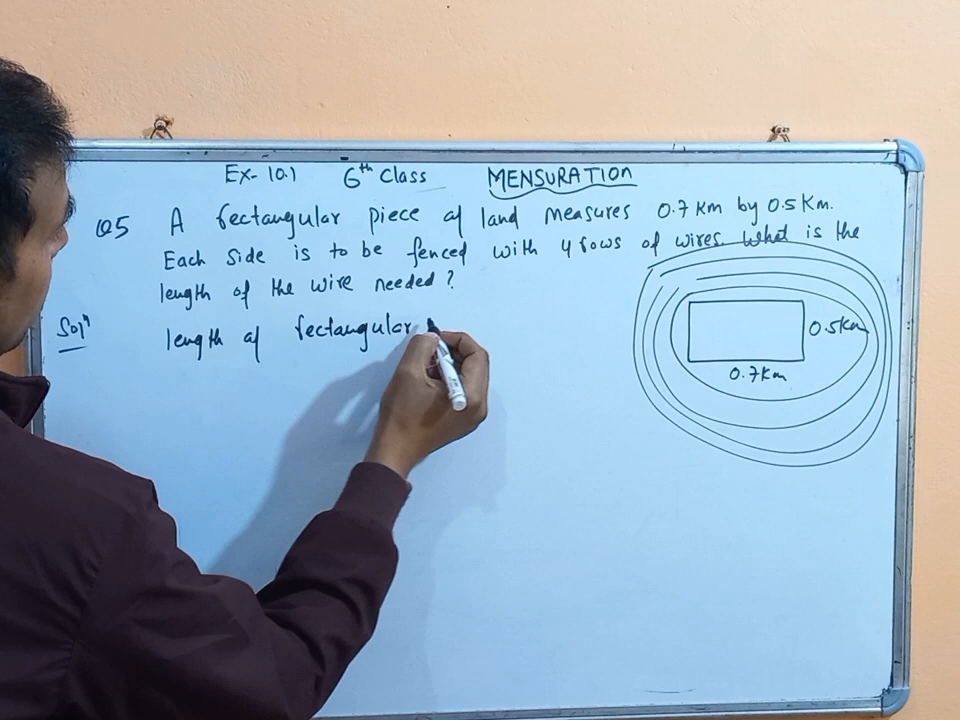 Ex- 10.1 6th Class MENSURATION
Q5 A rectangular piece of land measures 0.7 Km by 0.5 Km.
Each side is to be fenced with 4 rows of wires. What is the
length of the wire needed?
Solⁿ length of rectangular
0.5Km
0.7Km